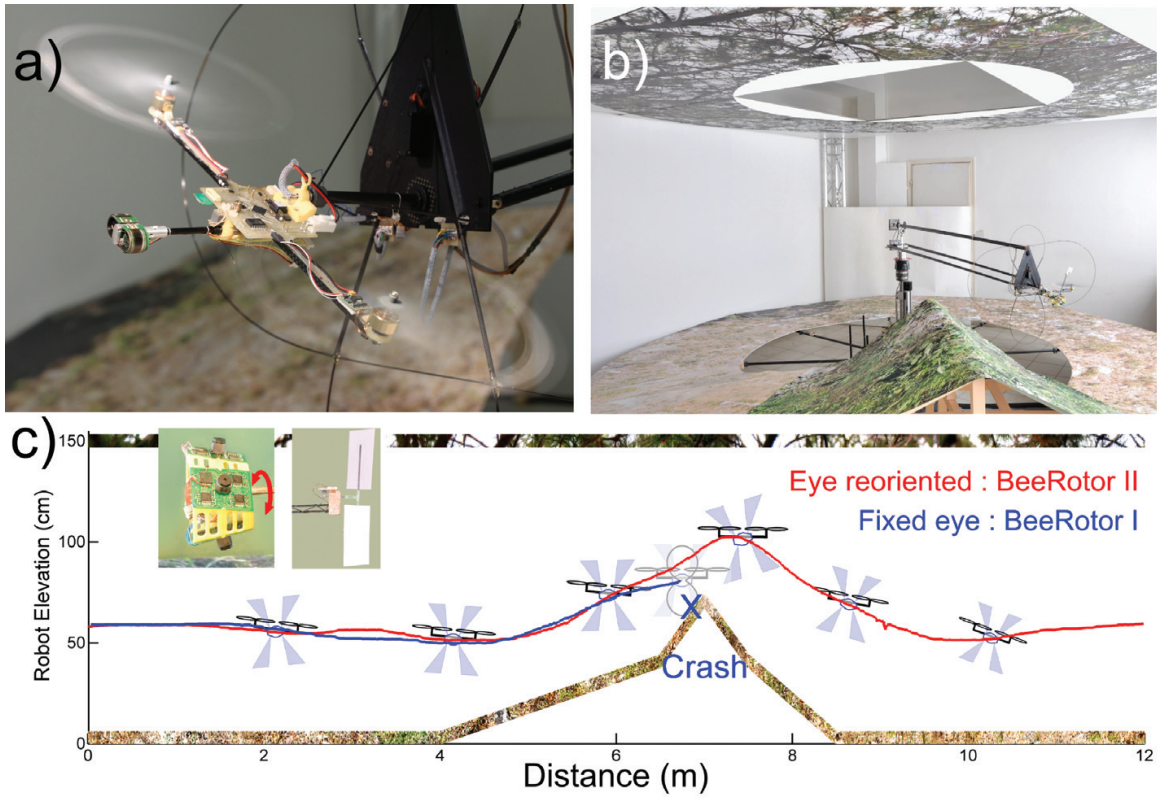 a)
b)
c)
150
100
50
0
Robot Elevation (cm)
Eye reoriented : BeeRotor II
Fixed eye : BeeRotor I
X
Crash
0
2
4
6
8
10
12
Distance (m)